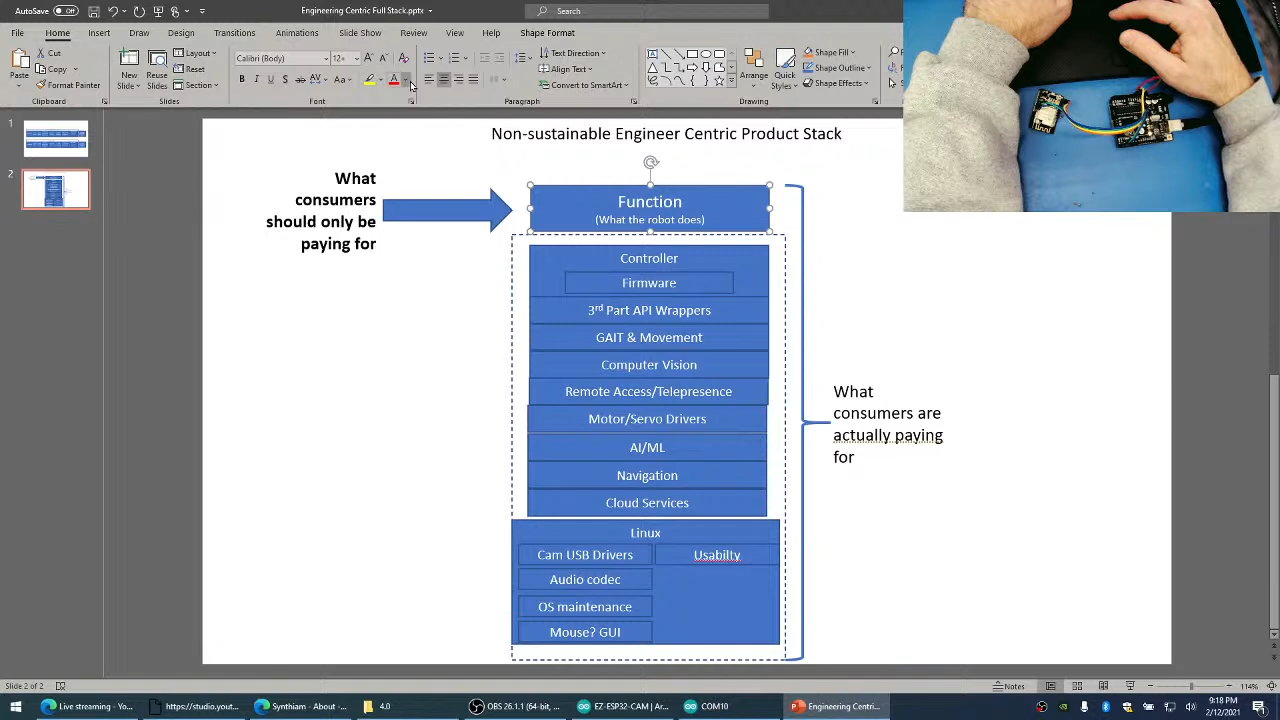 AutoSave Off
Engineering Centric Full Stack.pptx
Search
File Home Insert Draw Design Transitions Animations Slide Show Review View Help Shape Format
Paste
Cut
Copy
Format Painter
Clipboard
New
Slide
Reuse
Slides
Layout
Reset
Section
Slides
Calibri (Body)
B I U S
Font
Text Direction
Align Text
Convert to SmartArt
Paragraph
Arrange
Quick
Styles
Shape Fill
Shape Outline
Shape Effects
Drawing
1
2
Non-sustainable Engineer Centric Product Stack
What
consumers
should only be
paying for
Function
(What the robot does)
Controller
Firmware
3rd Part API Wrappers
GAIT & Movement
Computer Vision
Remote Access/Telepresence
Motor/Servo Drivers
AI/ML
Navigation
Cloud Services
What
consumers are
actually paying
for
Linux
Cam USB Drivers
Usabilty
Audio codec
OS maintenance
Mouse? GUI
Slide 2 of 2
Notes
114%
Live streaming -
https://studio.yout
Synthiam - Google
4.0
OBS 26.1.1 (64-bit,
EZ-ESP32-CAM | Ar
COM10
PowerPoint
Engineering Centri
9:18 PM
2/12/2021